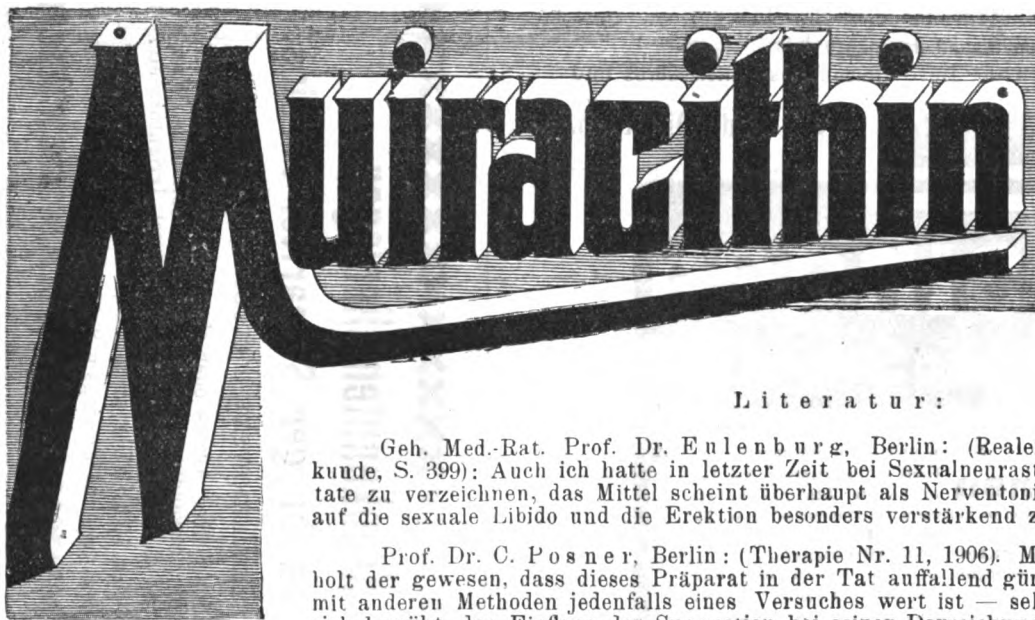 Muiracithin
Literatur:
Geh. Med.-Rat. Prof. Dr. Eulenburg, Berlin: (Reale
kunde, S. 399): Auch ich hatte in letzter Zeit bei Sexualneuras
tate zu verzeichnen, das Mittel scheint überhaupt als Nerventoni
auf die sexuale Libido und die Erektion besonders verstärkend z
Prof. Dr. C. Posner, Berlin: (Therapie Nr. 11, 1906). M
holt der gewesen, dass dieses Präparat in der Tat auffallend gün
mit anderen Methoden jedenfalls eines Versuches wert ist — sel